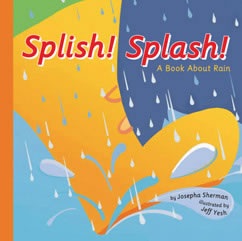 Splish! Splash!
A Book About Rain
by Josepha Sherman
illustrated by
Jeff Yesh